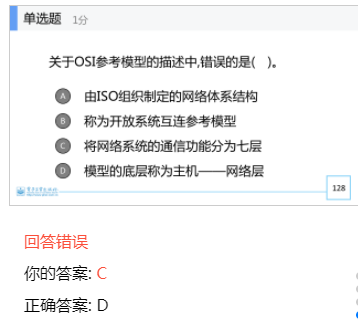 单选题 1分
关于OSI参考模型的描述中,错误的是( )。
A 由ISO组织制定的网络体系结构
B 称为开放系统互连参考模型
C 将网络系统的通信功能分为七层
D 模型的底层称为主机——网络层
128
回答错误
你的答案: C
正确答案: D